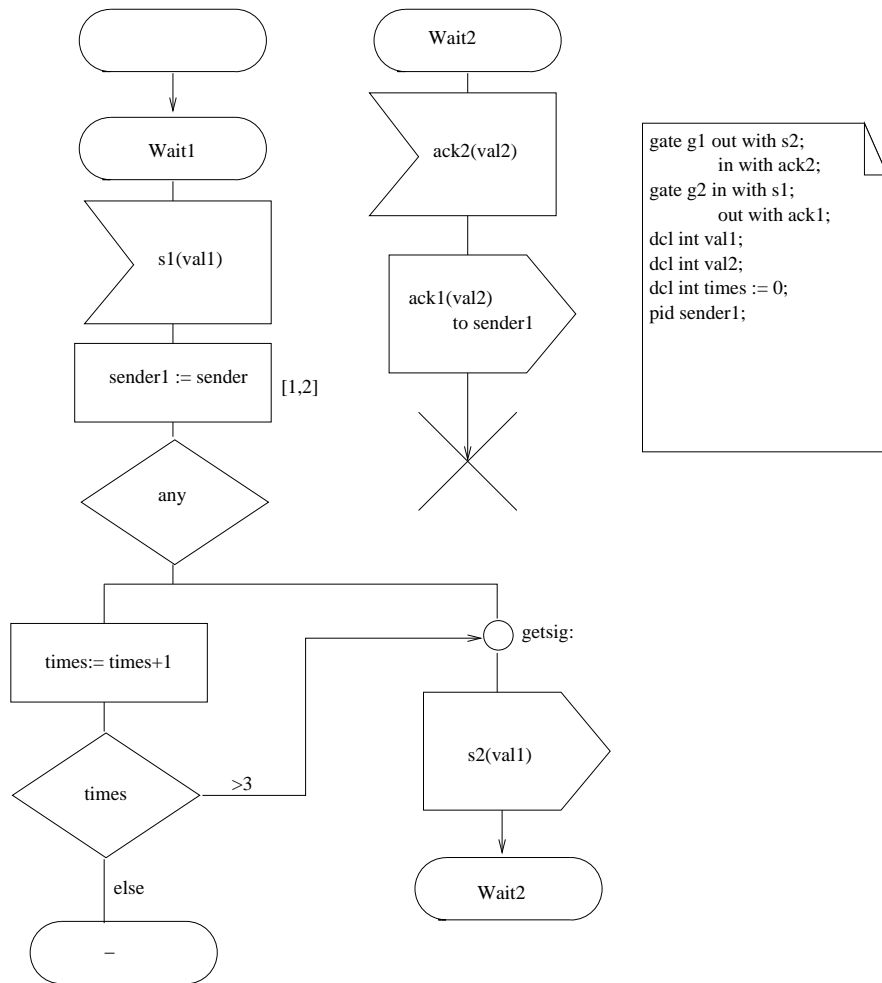 Wait1
s1(val1)
sender1 := sender
[1,2]
any
times:= times+1
times
>3
else
–
getsig:
s2(val1)
Wait2
Wait2
ack2(val2)
ack1(val2)
to sender1
gate g1 out with s2;
in with ack2;
gate g2 in with s1;
out with ack1;
dcl int val1;
dcl int val2;
dcl int times := 0;
pid sender1;